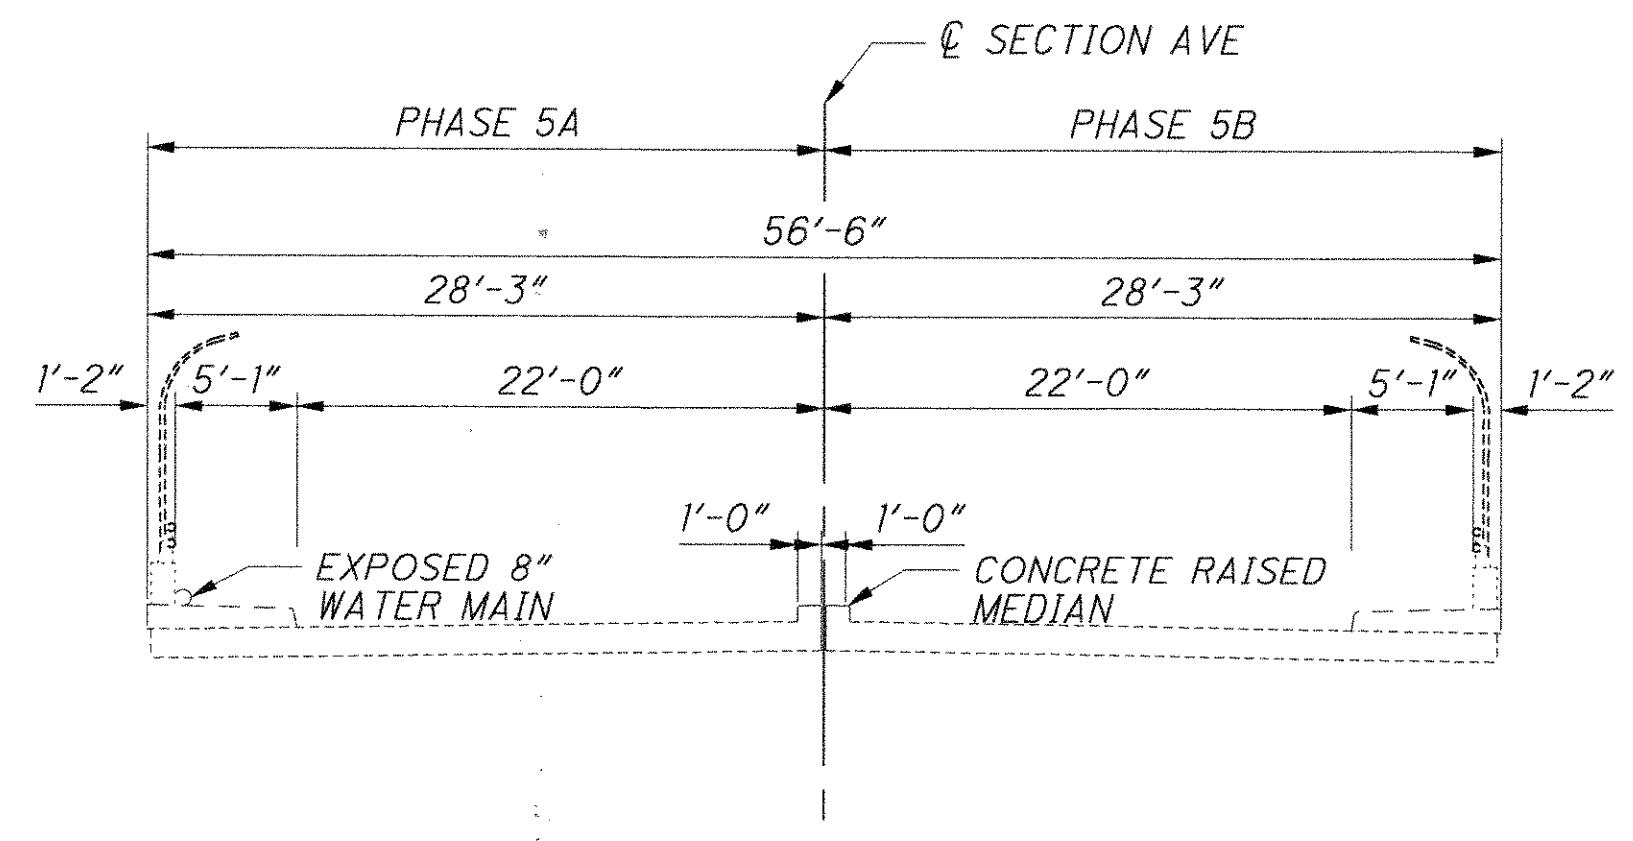 ℄ SECTION AVE
PHASE 5A
PHASE 5B
56'-6"
28'-3"
28'-3"
1'-2"
5'-1"
22'-0"
22'-0"
5'-1"
1'-2"
1'-0"
1'-0"
EXPOSED 8"
WATER MAIN
CONCRETE RAISED
MEDIAN